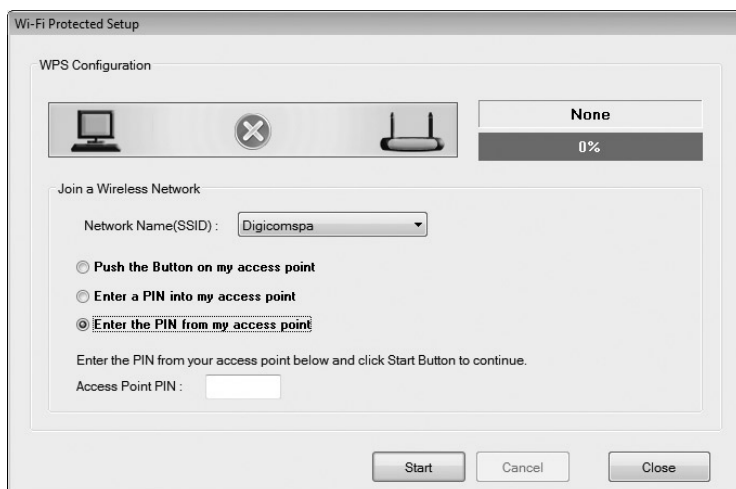 Wi-Fi Protected Setup
WPS Configuration
None
0%
Join a Wireless Network
Network Name(SSID) : Digicomspa
Push the Button on my access point
Enter a PIN into my access point
Enter the PIN from my access point
Enter the PIN from your access point below and click Start Button to continue.
Access Point PIN :
Start Cancel Close